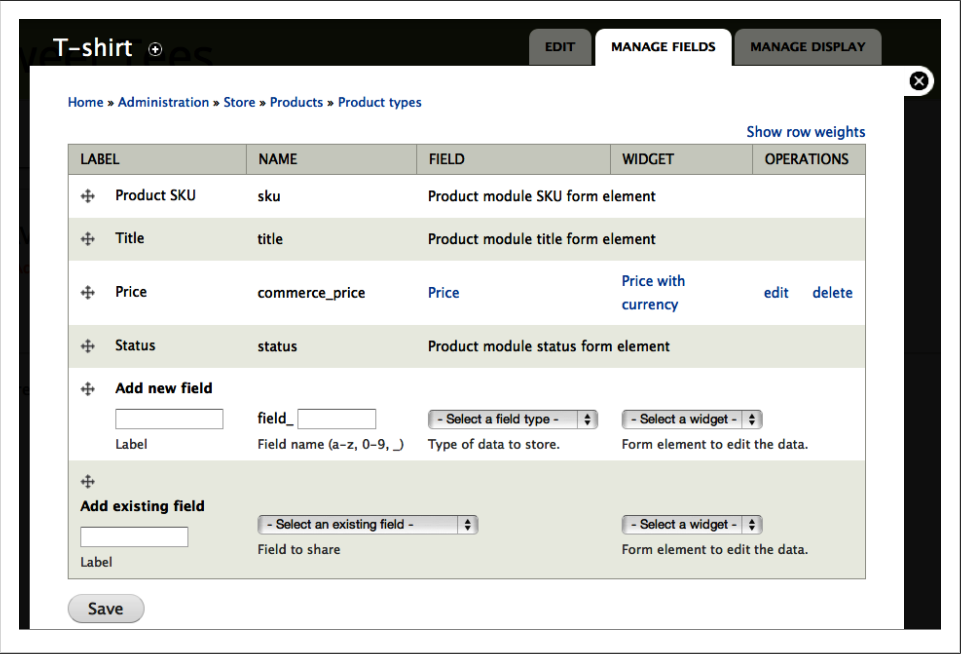 T-shirt
EDIT
MANAGE FIELDS
MANAGE DISPLAY
Home » Administration » Store » Products » Product types
Show row weights
LABEL NAME FIELD WIDGET OPERATIONS
Product SKU sku Product module SKU form element
Title title Product module title form element
Price commerce_price Price Price with currency edit delete
Status status Product module status form element
Add new field
field_ - Select a field type - - Select a widget -
Label Field name (a-z, 0-9, _) Type of data to store. Form element to edit the data.
Add existing field
- Select an existing field - - Select a widget -
Label Field to share Form element to edit the data.
Save